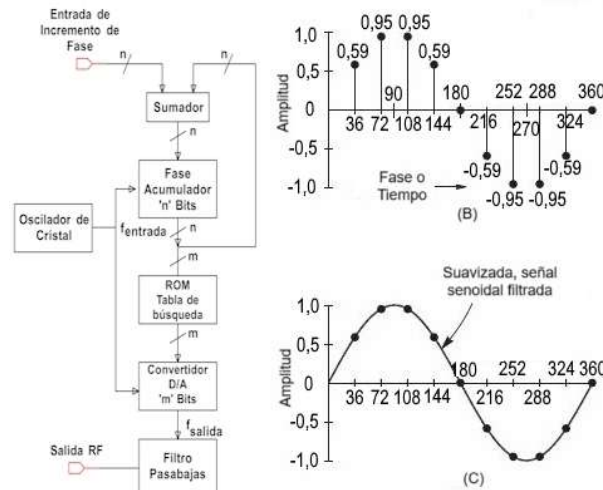 Entrada de
Incremento de
Fase
n
n
Sumador
n
Fase
Acumulador
'n' Bits
Oscilador de
Cristal
fentrada
n
m
ROM
Tabla de
búsqueda
m
Convertidor
D/A
'm' Bits
fsalida
Salida RF
Filtro
Pasabajas
Amplitud
1,0
0,5
0
-0,5
-1,0
0,59
0,95
0,95
0,59
36
72
90
108
144
180
216
252
270
288
324
360
-0,59
-0,95
-0,95
-0,59
Fase o
Tiempo
(B)
Suavizada, señal
senoidal filtrada
Amplitud
1,0
0,5
0
-0,5
-1,0
36
72
108
144
180
216
252
288
324
360
(C)